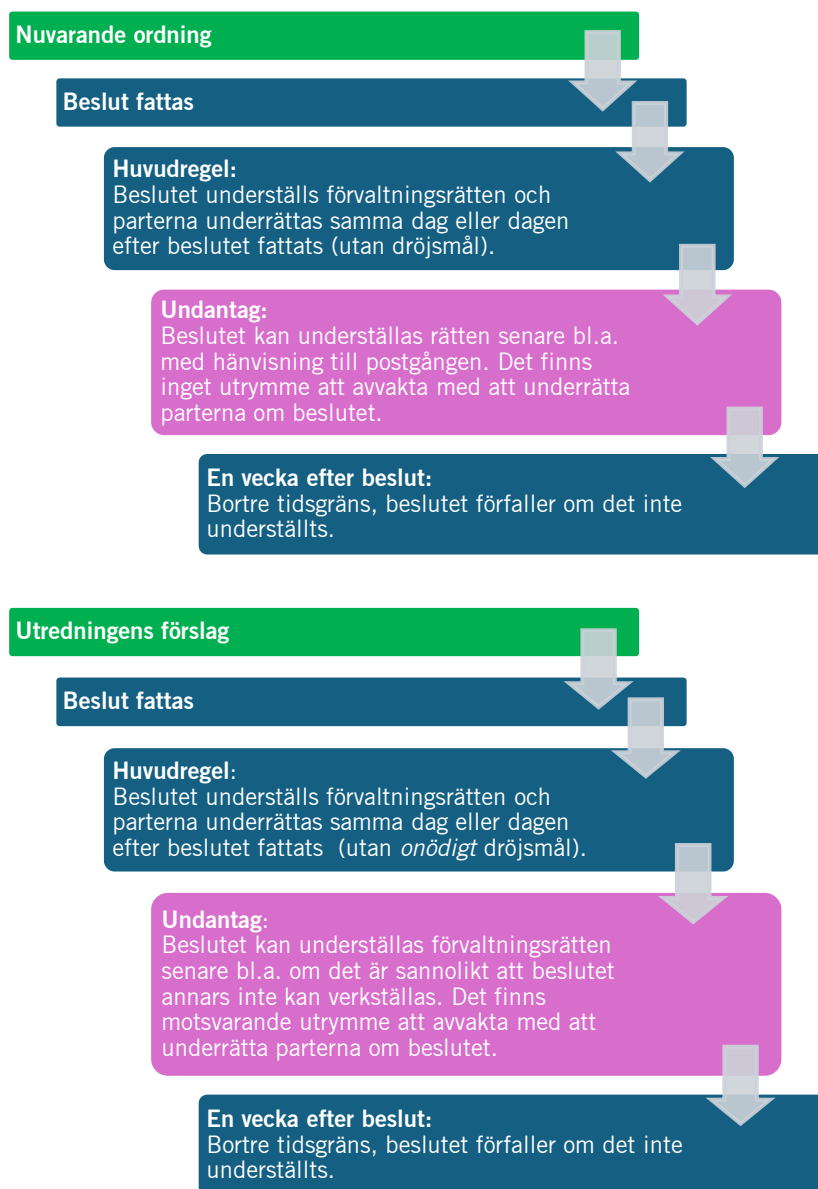 Nuvarande ordning
Beslut fattas
Huvudregel:
Beslutet underställs förvaltningsrätten och
parterna underrättas samma dag eller dagen
efter beslutet fattats (utan dröjsmål).
Undantag:
Beslutet kan underställas rätten senare bl.a.
med hänvisning till postgången. Det finns
inget utrymme att avvakta med att underrätta
parterna om beslutet.
En vecka efter beslut:
Bortre tidsgräns, beslutet förfaller om det inte
underställts.
Utredningens förslag
Beslut fattas
Huvudregel:
Beslutet underställs förvaltningsrätten och
parterna underrättas samma dag eller dagen
efter beslutet fattats  (utan onödigt dröjsmål).
Undantag:
Beslutet kan underställas förvaltningsrätten
senare bl.a. om det är sannolikt att beslutet
annars inte kan verkställas. Det finns
motsvarande utrymme att avvakta med att
underrätta parterna om beslutet.
En vecka efter beslut:
Bortre tidsgräns, beslutet förfaller om det inte
underställts.